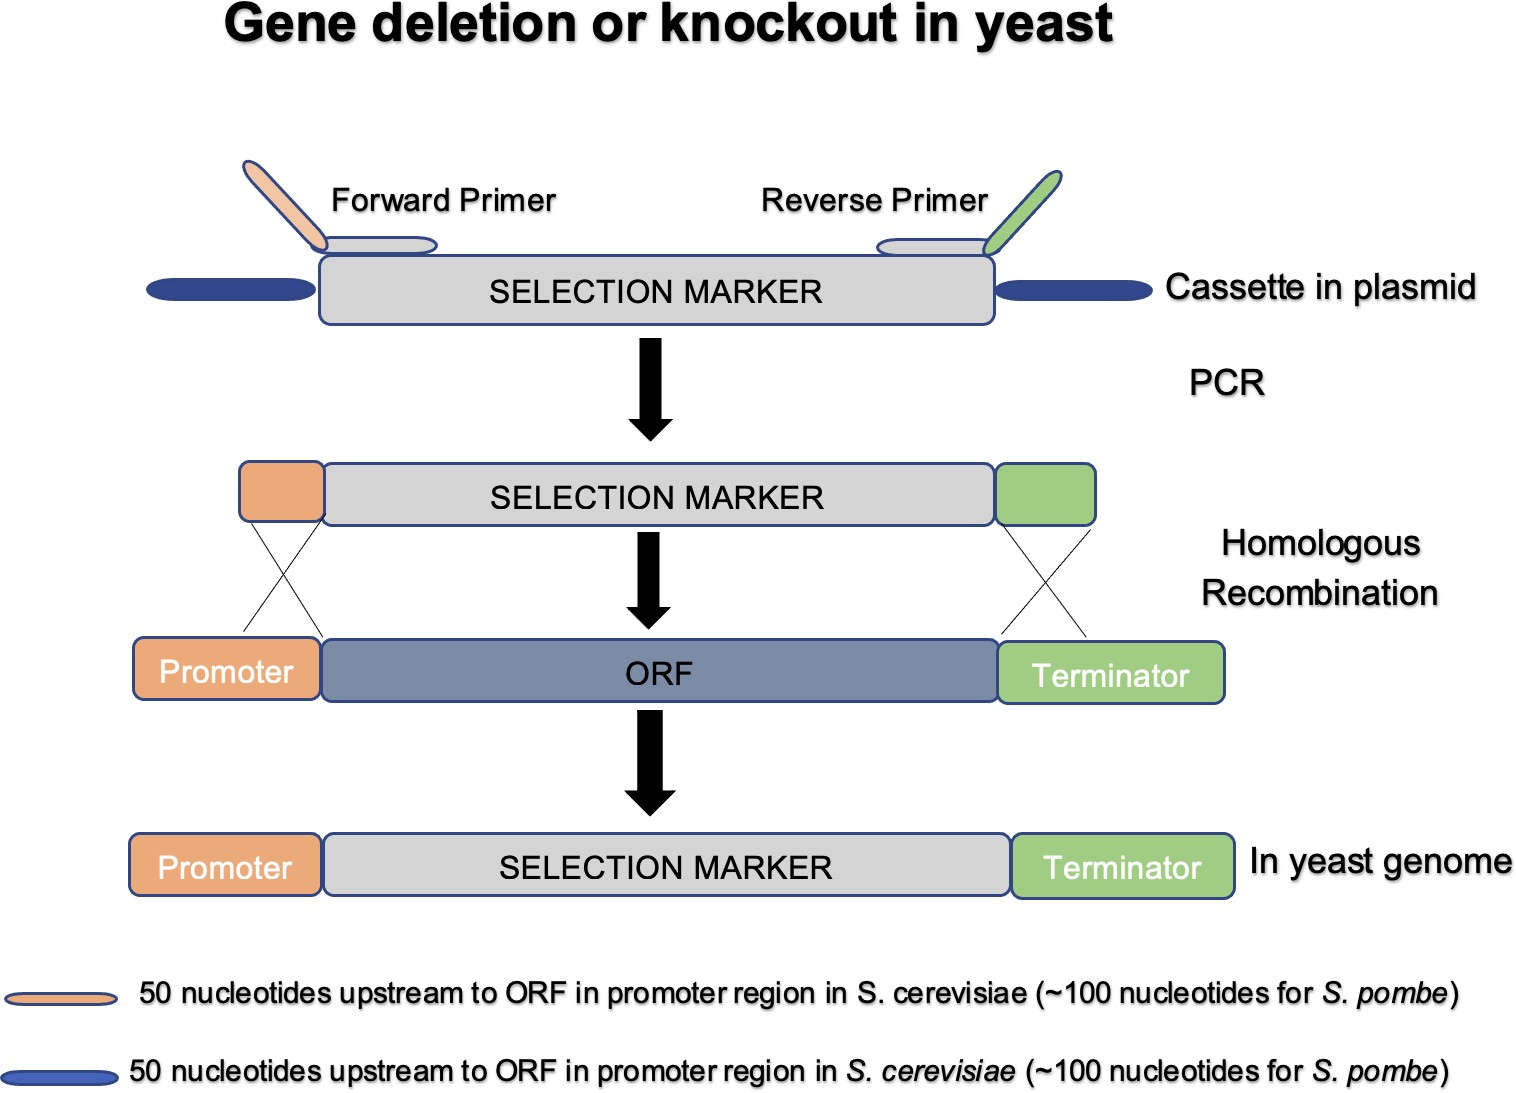 Gene deletion or knockout in yeast
Forward Primer
Reverse Primer
SELECTION MARKER
Cassette in plasmid
PCR
SELECTION MARKER
Homologous
Recombination
Promoter
ORF
Terminator
Promoter
SELECTION MARKER
Terminator
In yeast genome
50 nucleotides upstream to ORF in promoter region in S. cerevisiae (~100 nucleotides for S. pombe)
50 nucleotides upstream to ORF in promoter region in S. cerevisiae (~100 nucleotides for S. pombe)